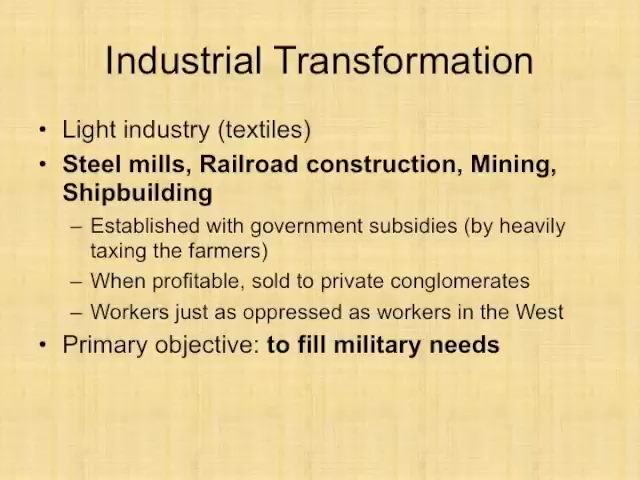 Industrial Transformation
• Light industry (textiles)
• Steel mills, Railroad construction, Mining,
Shipbuilding
– Established with government subsidies (by heavily
taxing the farmers)
– When profitable, sold to private conglomerates
– Workers just as oppressed as workers in the West
• Primary objective: to fill military needs